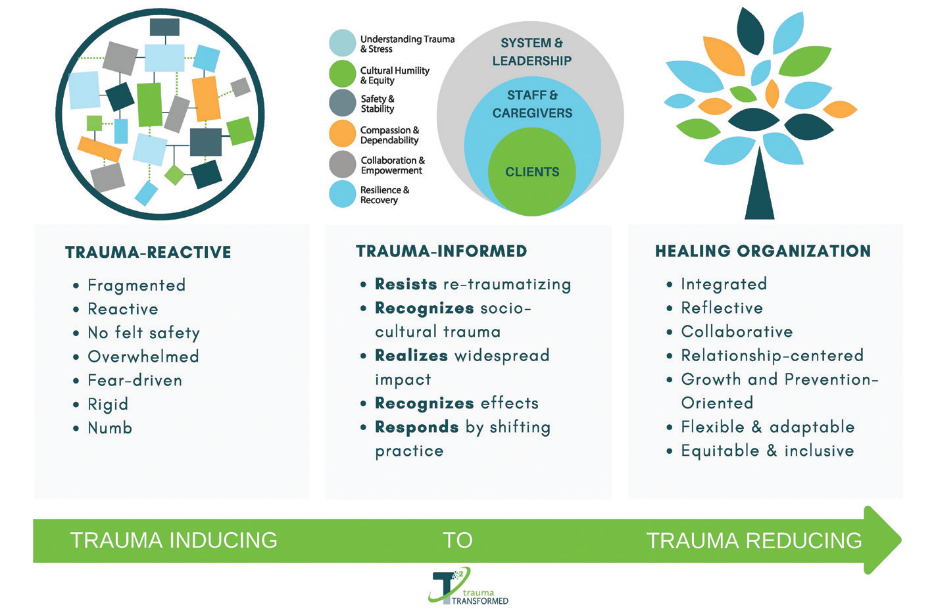 Understanding Trauma
& Stress
Cultural Humility
& Equity
Safety &
Stability
Compassion &
Dependability
Collaboration &
Empowerment
Resilience &
Recovery
SYSTEM &
LEADERSHIP
STAFF &
CAREGIVERS
CLIENTS
TRAUMA-REACTIVE
• Fragmented
• Reactive
• No felt safety
• Overwhelmed
• Fear-driven
• Rigid
• Numb
TRAUMA-INFORMED
• Resists re-traumatizing
• Recognizes socio-
cultural trauma
• Realizes widespread
impact
• Recognizes effects
• Responds by shifting
practice
HEALING ORGANIZATION
• Integrated
• Reflective
• Collaborative
• Relationship-centered
• Growth and Prevention-
Oriented
• Flexible & adaptable
• Equitable & inclusive
TRAUMA INDUCING TO TRAUMA REDUCING
T2
trauma
TRANSFORMED